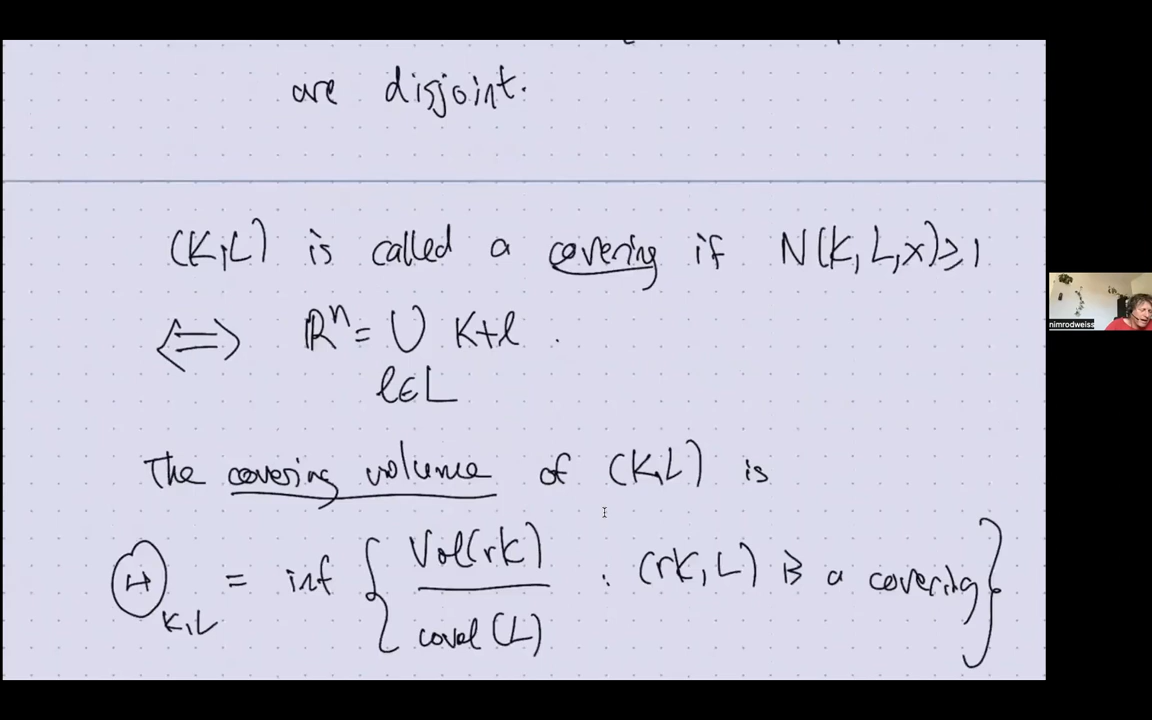 are disjoint.
(K,L) is called a covering if N(K,L,x)≥1
⟺ ℝⁿ = ∪ K+ℓ .
ℓ∈L
The covering volume of (K,L) is
Θ_{K,L} = inf { Vol(rK) / covol(L) : (rK,L) is a covering }
nimrodweiss